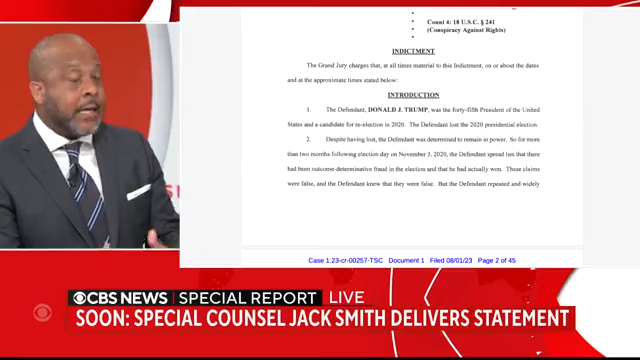 * Count 4: 18 U.S.C. § 241
* (Conspiracy Against Rights)
*
INDICTMENT
The Grand Jury charges that, at all times material to this Indictment, on or about the dates
and at the approximate times stated below:
INTRODUCTION
1. The Defendant, DONALD J. TRUMP, was the forty-fifth President of the United
States and a candidate for re-election in 2020. The Defendant lost the 2020 presidential election.
2. Despite having lost, the Defendant was determined to remain in power. So for more
than two months following election day on November 3, 2020, the Defendant spread lies that there
had been outcome-determinative fraud in the election and that he had actually won. These claims
were false, and the Defendant knew that they were false. But the Defendant repeated and widely
Case 1:23-cr-00257-TSC Document 1 Filed 08/01/23 Page 2 of 45
CBS NEWS SPECIAL REPORT LIVE
SOON: SPECIAL COUNSEL JACK SMITH DELIVERS STATEMENT